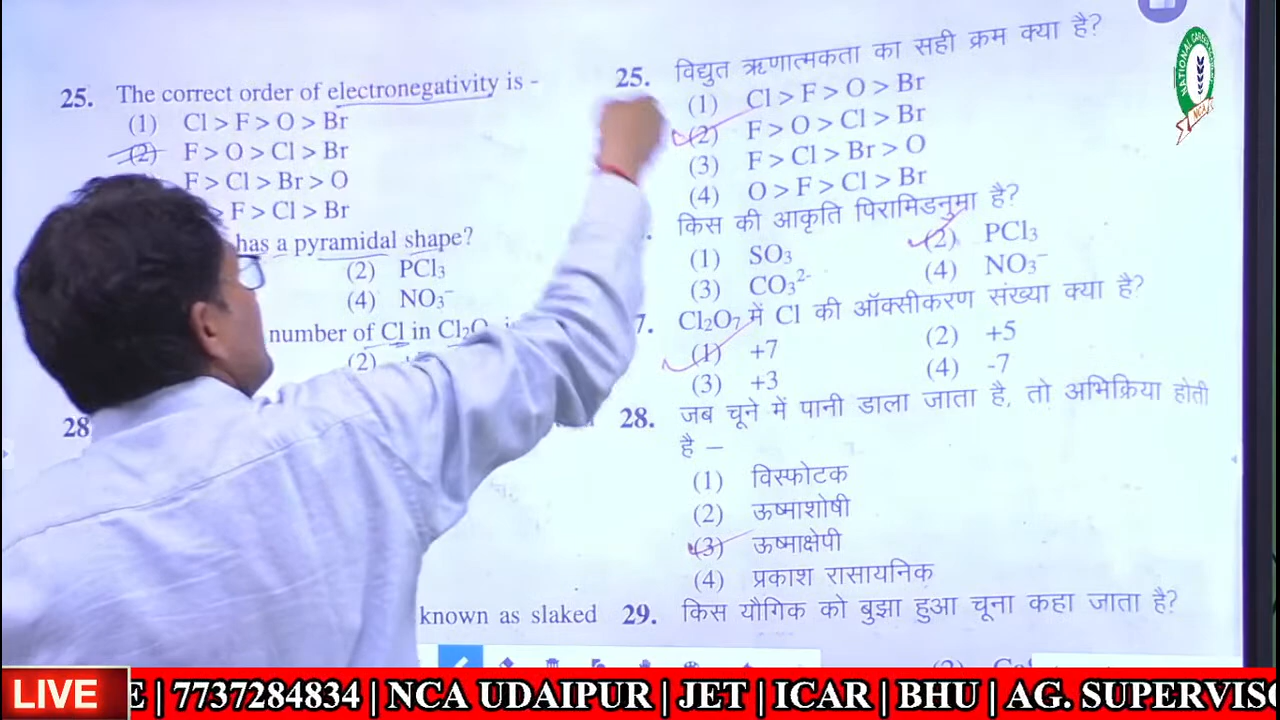 25. The correct order of electronegativity is -
(1) Cl > F > O > Br
(2) F > O > Cl > Br
F > Cl > Br > O
> F > Cl > Br
has a pyramidal shape?
(2) PCl₃
(4) NO₃⁻
number of Cl in Cl₂O
(2)
28
known as slaked
25. विद्युत ऋणात्मकता का सही क्रम क्या है?
(1) Cl > F > O > Br
(2) F > O > Cl > Br
(3) F > Cl > Br > O
(4) O > F > Cl > Br
किस की आकृति पिरामिडनुमा है?
(1) SO₃ (2) PCl₃
(3) CO₃²⁻ (4) NO₃⁻
7. Cl₂O₇ में Cl की ऑक्सीकरण संख्या क्या है?
(1) +7 (2) +5
(3) +3 (4) -7
28. जब चूने में पानी डाला जाता है, तो अभिक्रिया होती
है –
(1) विस्फोटक
(2) ऊष्माशोषी
(3) ऊष्माक्षेपी
(4) प्रकाश रासायनिक
29. किस यौगिक को बुझा हुआ चूना कहा जाता है?
NCA
LIVE E | 7737284834 | NCA UDAIPUR | JET | ICAR | BHU | AG. SUPERVISO